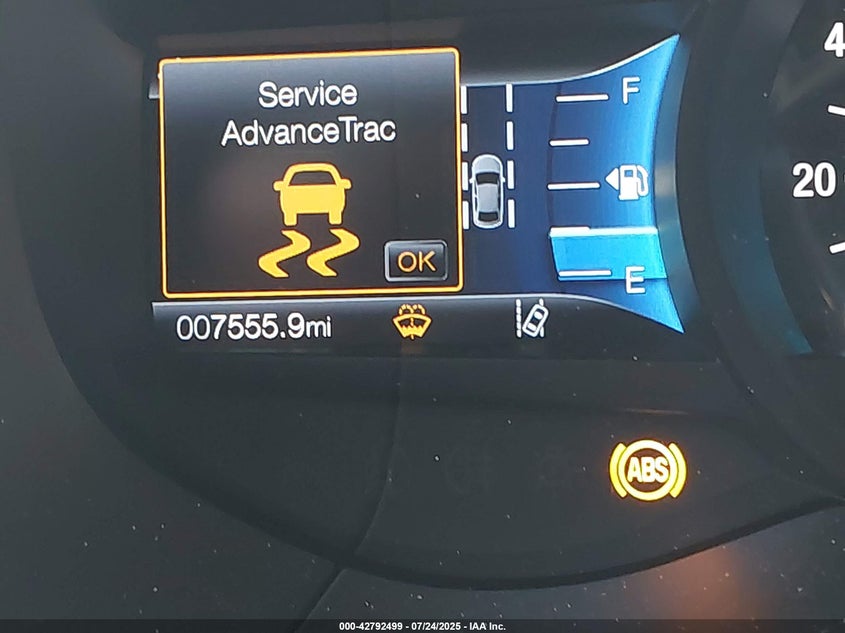 Service
AdvanceTrac
OK
F
E
007555.9mi
ABS
4
20
000-42792499 - 07/24/2025 - IAA Inc.